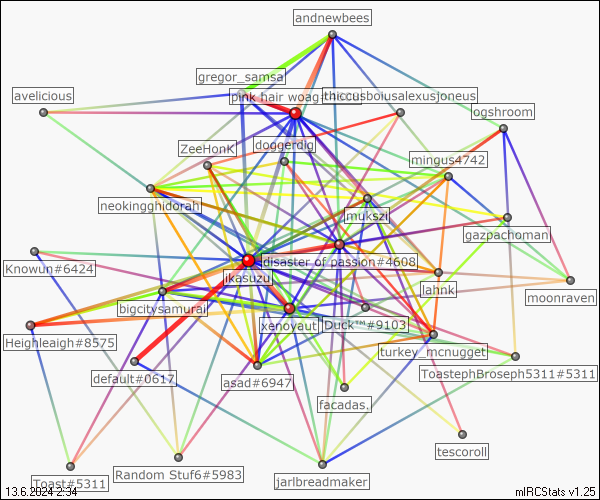 andnewbees
gregor_samsa
avelicious
pink hair woag
thiccusboiusalexusjoneus
ogshroom
ZeeHonK
doggerdig
mingus4742
neokingghidorah
mukszi
gazpachoman
Knowun#6424
disaster of passion#4608
jikasuzu
lahnk
moonraven
bigcitysamurai
xenovaut
Duck™#9103
Heighleaigh#8575
turkey_mcnugget
default#0617
asad#6947
ToastephBroseph5311#5311
facadas.
tescoroll
Toast#5311
Random Stuf6#5983
jarlbreadmaker
13.6.2024 2:34
mIRCStats v1.25